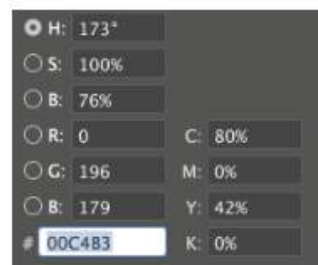 H: 173°
S: 100%
B: 76%
R: 0 C: 80%
G: 196 M: 0%
B: 179 Y: 42%
# 00C4B3 K: 0%